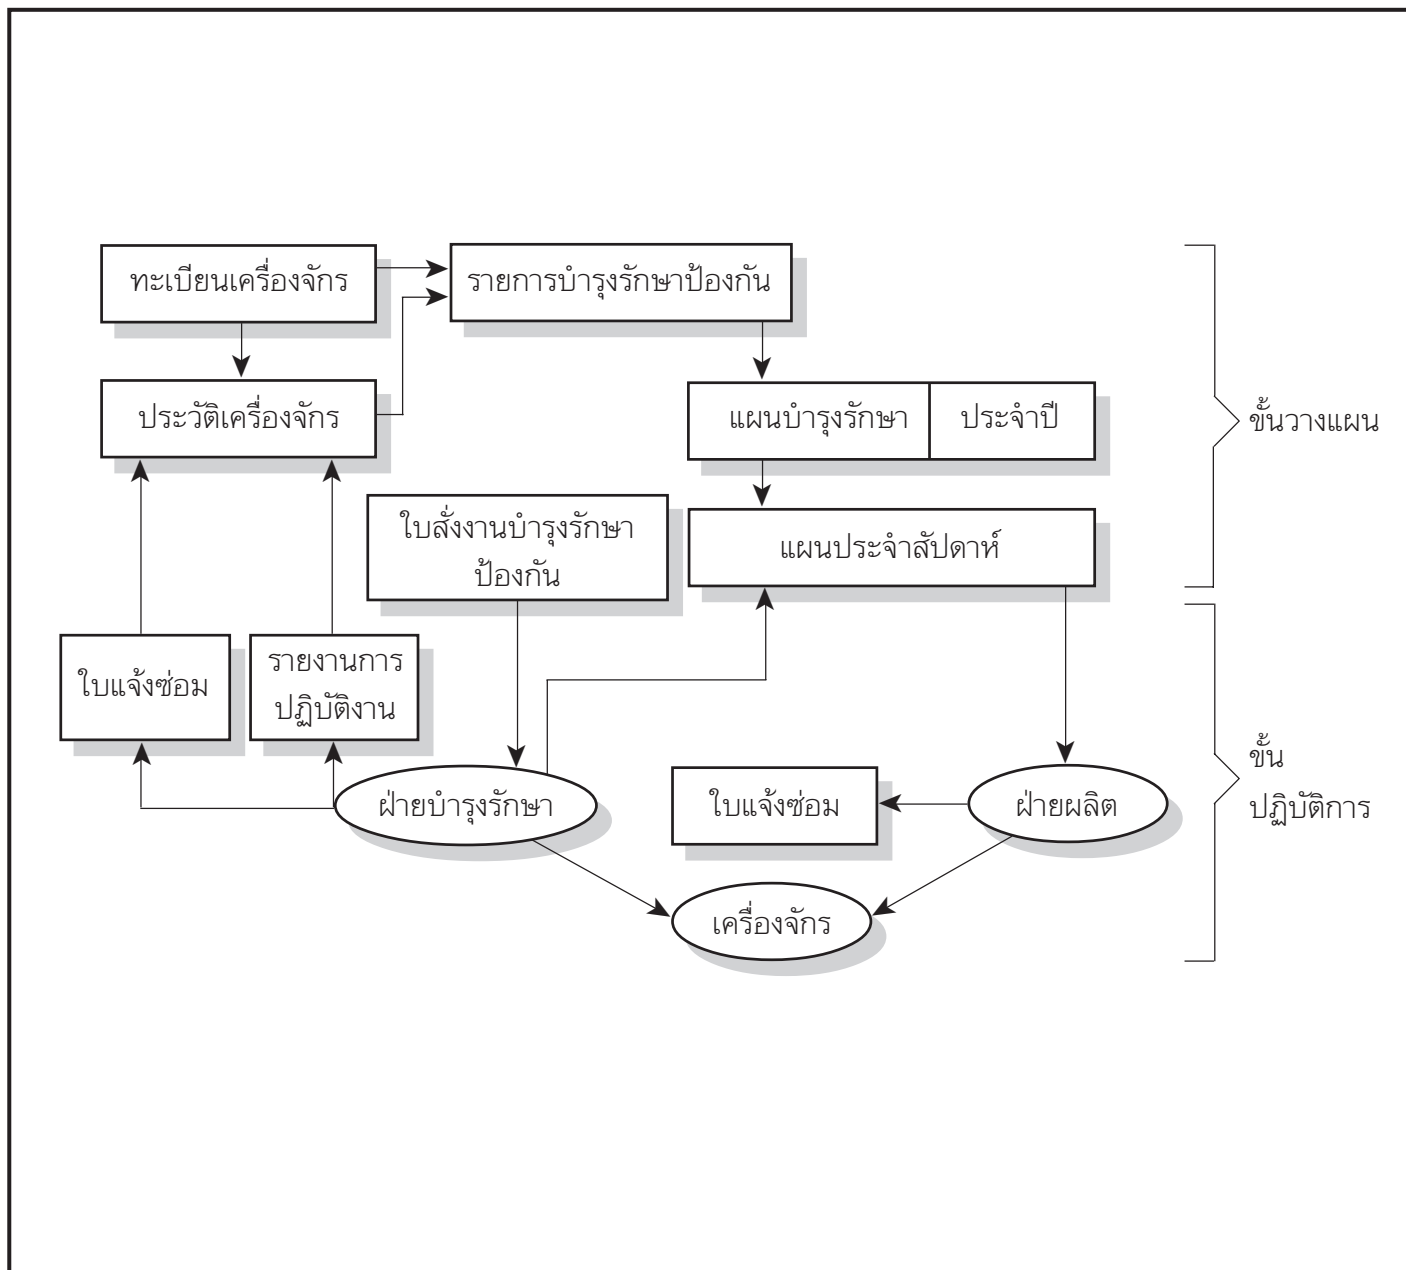 ทะเบียนเครื่องจักร
รายการบำรุงรักษาป้องกัน
ประวัติเครื่องจักร
แผนบำรุงรักษา
ประจำปี
ขั้นวางแผน
ใบสั่งงานบำรุงรักษา
ป้องกัน
แผนประจำสัปดาห์
ใบแจ้งซ่อม
รายงานการ
ปฏิบัติงาน
ฝ่ายบำรุงรักษา
ใบแจ้งซ่อม
ฝ่ายผลิต
ขั้น
ปฏิบัติการ
เครื่องจักร